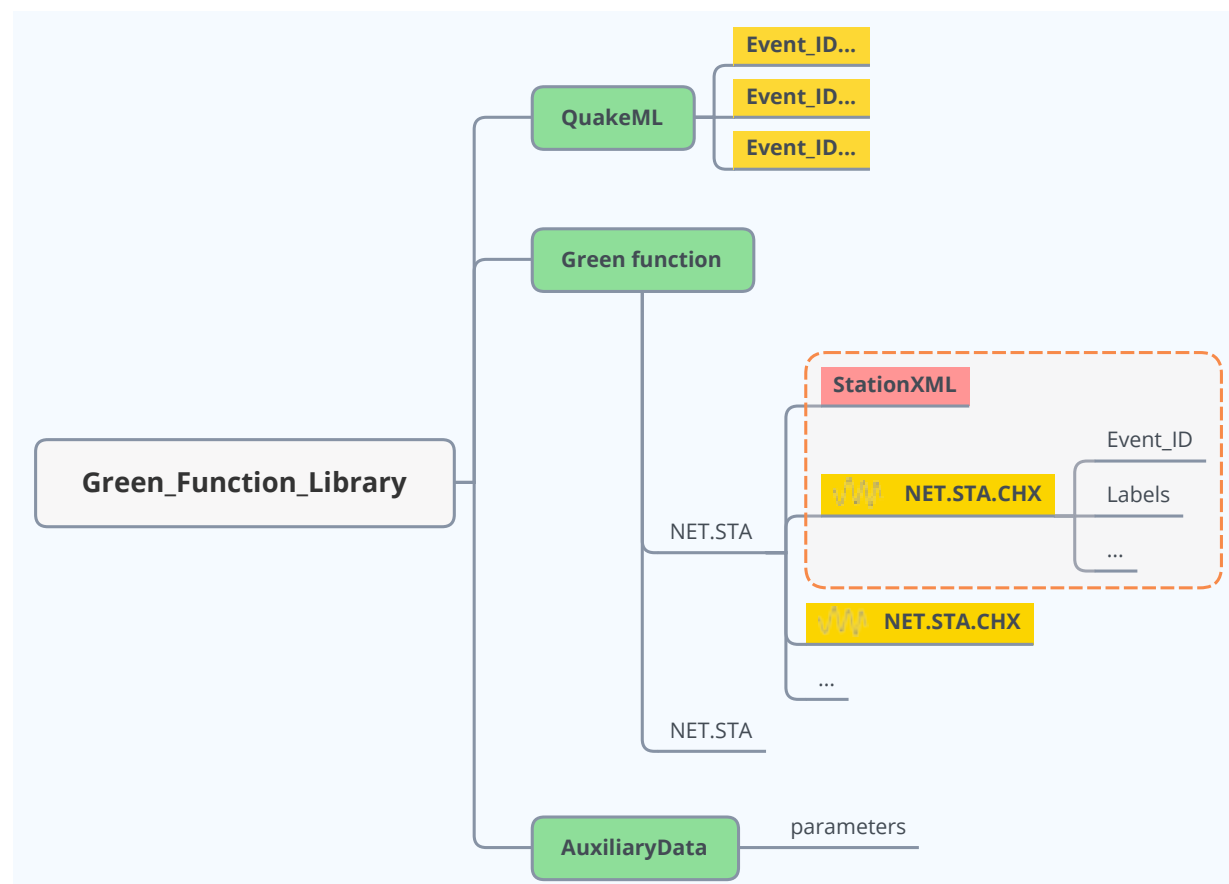 Event_ID...
Event_ID...
QuakeML
Event_ID...
Green function
StationXML
Event_ID
Green_Function_Library
NET.STA.CHX
Labels
NET.STA
...
NET.STA.CHX
...
NET.STA
parameters
AuxiliaryData